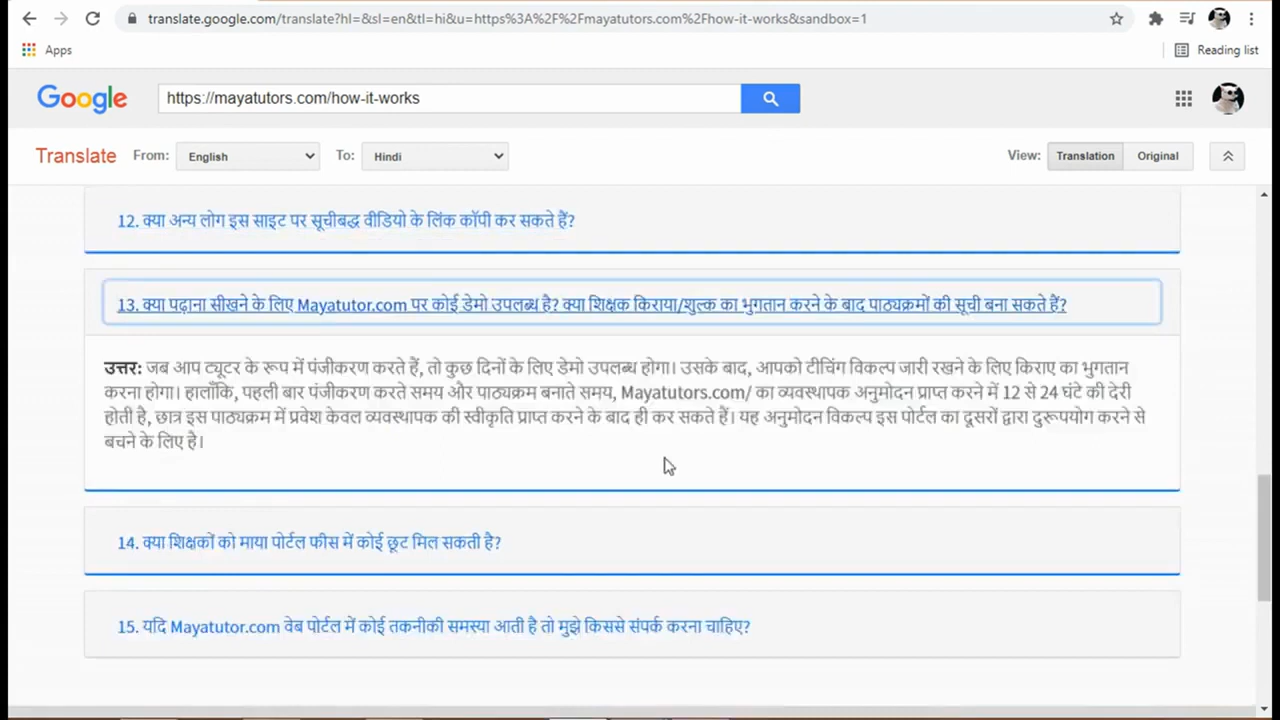 translate.google.com/translate?hl=&sl=en&tl=hi&u=https%3A%2F%2Fmayatutors.com%2Fhow-it-works&sandbox=1
Apps
Reading list
Google
https://mayatutors.com/how-it-works
Translate From: English To: Hindi View: Translation Original
12. क्या अन्य लोग इस साइट पर सूचीबद्ध वीडियो के लिंक कॉपी कर सकते हैं?
13. क्या पढ़ाना सीखने के लिए Mayatutor.com पर कोई डेमो उपलब्ध है? क्या शिक्षक किराया/शुल्क का भुगतान करने के बाद पाठ्यक्रमों की सूची बना सकते हैं?
उत्तर: जब आप ट्यूटर के रूप में पंजीकरण करते हैं, तो कुछ दिनों के लिए डेमो उपलब्ध होगा। उसके बाद, आपको टीचिंग विकल्प जारी रखने के लिए किराए का भुगतान
करना होगा। हालाँकि, पहली बार पंजीकरण करते समय और पाठ्यक्रम बनाते समय, Mayatutors.com/ का व्यवस्थापक अनुमोदन प्राप्त करने में 12 से 24 घंटे की देरी
होती है, छात्र इस पाठ्यक्रम में प्रवेश केवल व्यवस्थापक की स्वीकृति प्राप्त करने के बाद ही कर सकते हैं। यह अनुमोदन विकल्प इस पोर्टल का दूसरों द्वारा दुरूपयोग करने से
बचने के लिए है।
14. क्या शिक्षकों को माया पोर्टल फीस में कोई छूट मिल सकती है?
15. यदि Mayatutor.com वेब पोर्टल में कोई तकनीकी समस्या आती है तो मुझे किससे संपर्क करना चाहिए?